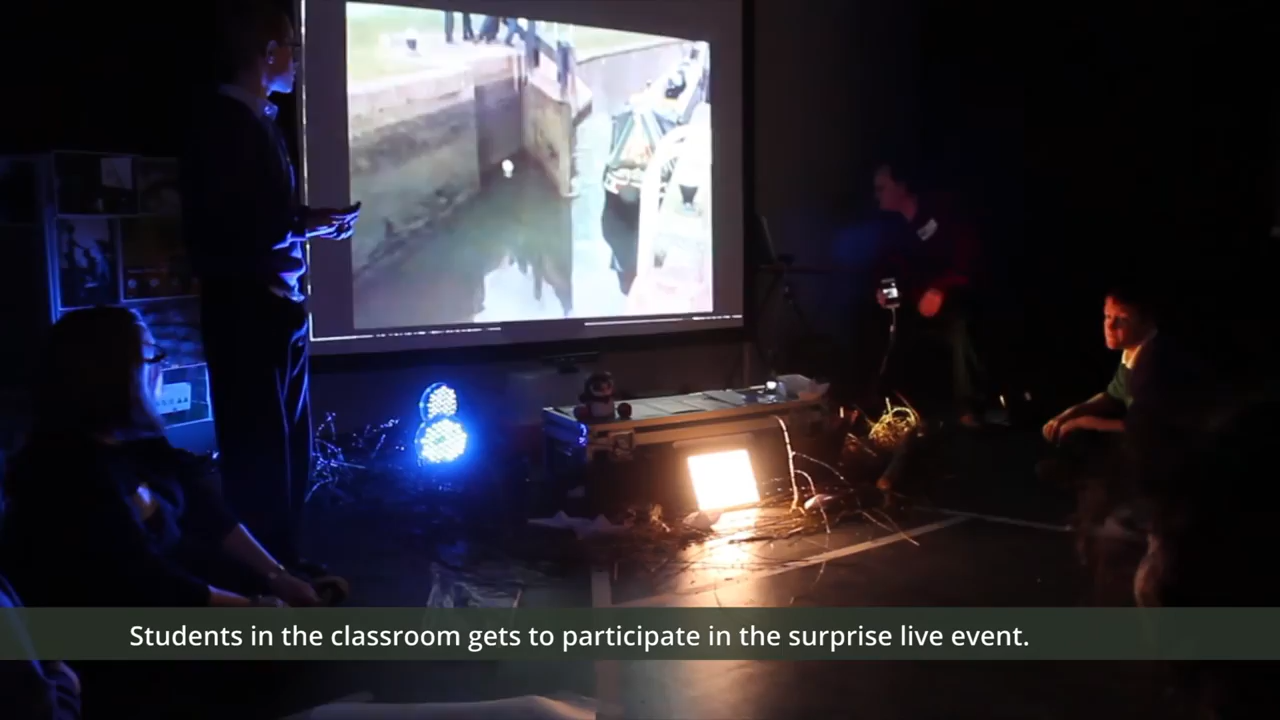 Students in the classroom gets to participate in the surprise live event.